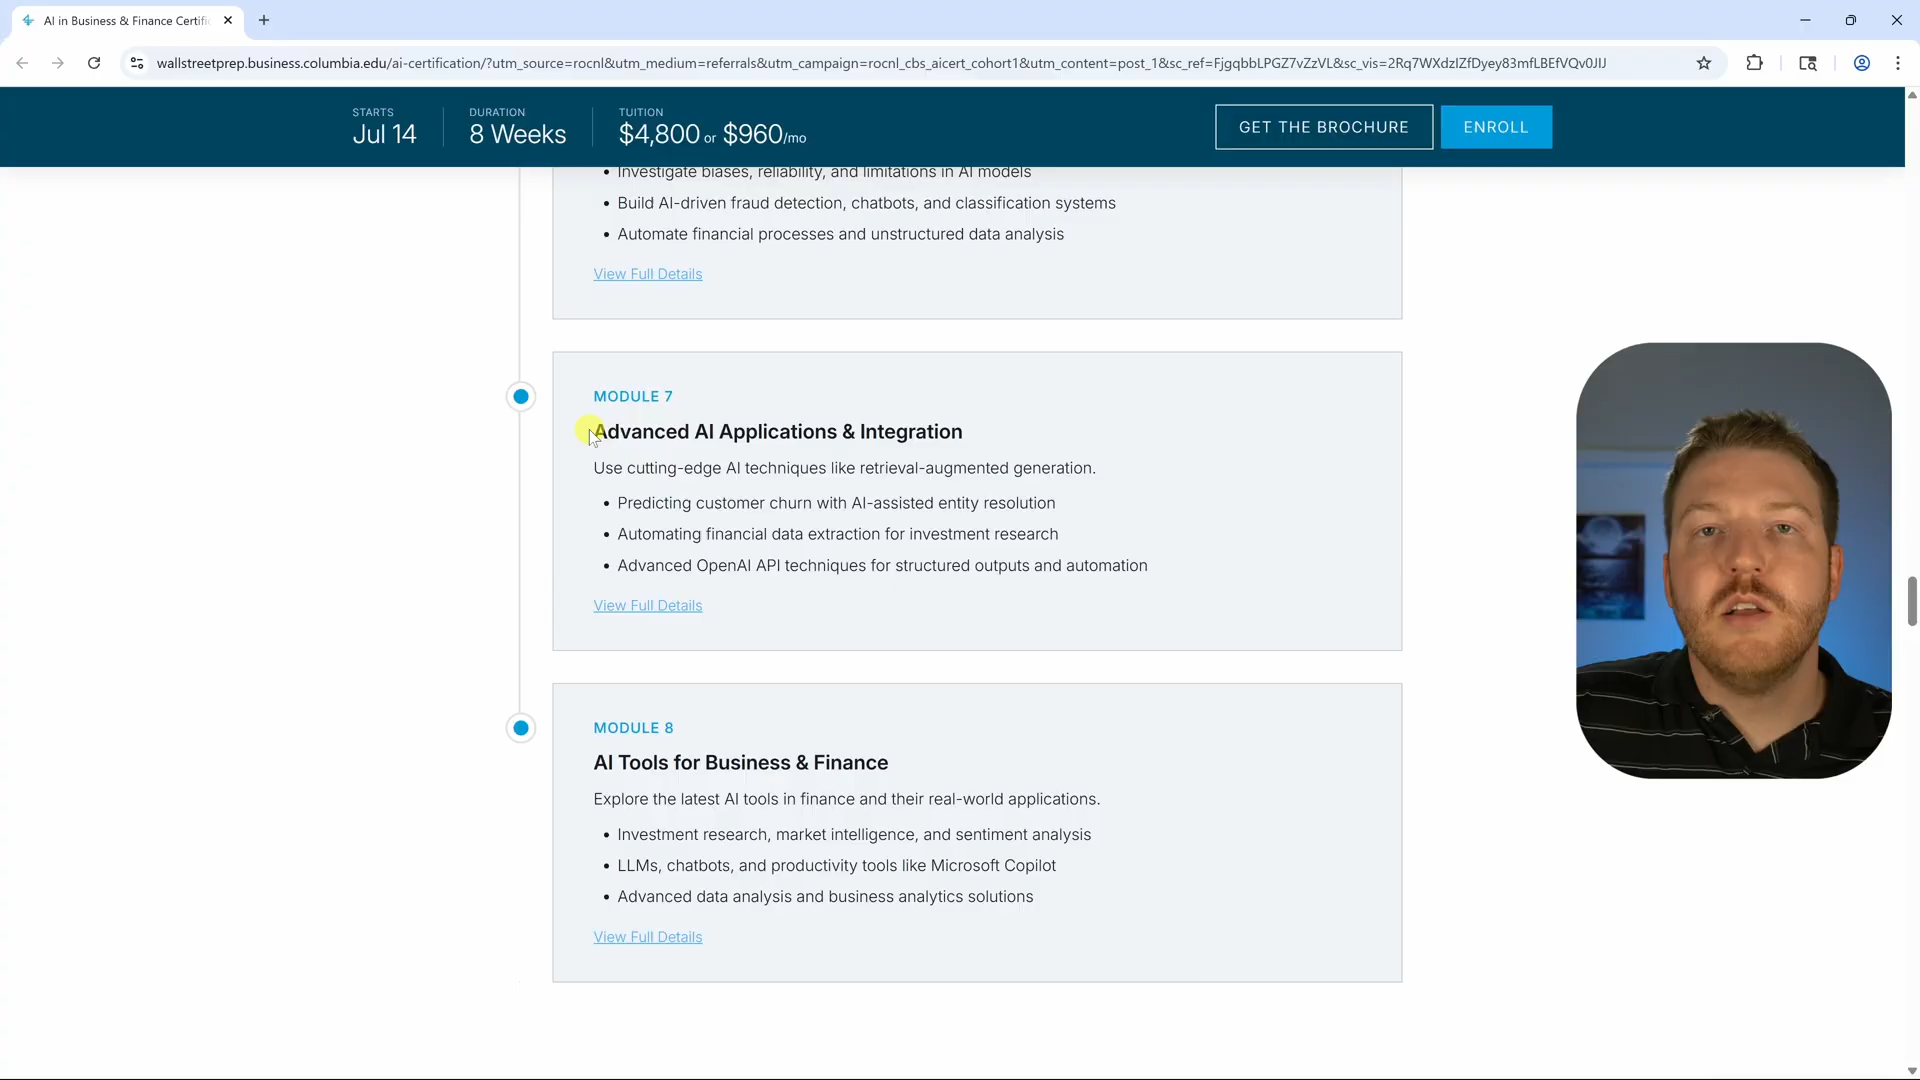 AI in Business & Finance Certific
wallstreetprep.business.columbia.edu/ai-certification/?utm_source=rocnl&utm_medium=referrals&utm_campaign=rocnl_cbs_aicert_cohort1&utm_content=post_1&sc_ref=FjgqbbLPGZ7vZzVL&sc_vis=2Rq7WXdzIZfDyey83mfLBEfVQv0JIJ
STARTS
Jul 14
DURATION
8 Weeks
TUITION
$4,800 or $960/mo
GET THE BROCHURE
ENROLL
• Investigate biases, reliability, and limitations in AI models
• Build AI-driven fraud detection, chatbots, and classification systems
• Automate financial processes and unstructured data analysis
View Full Details
MODULE 7
Advanced AI Applications & Integration
Use cutting-edge AI techniques like retrieval-augmented generation.
• Predicting customer churn with AI-assisted entity resolution
• Automating financial data extraction for investment research
• Advanced OpenAI API techniques for structured outputs and automation
View Full Details
MODULE 8
AI Tools for Business & Finance
Explore the latest AI tools in finance and their real-world applications.
• Investment research, market intelligence, and sentiment analysis
• LLMs, chatbots, and productivity tools like Microsoft Copilot
• Advanced data analysis and business analytics solutions
View Full Details